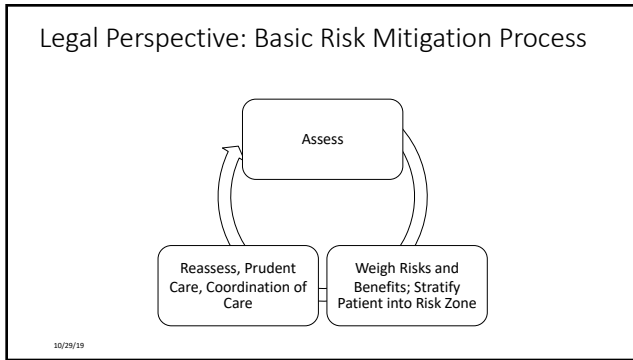 Legal Perspective: Basic Risk Mitigation Process
Assess
Reassess, Prudent
Care, Coordination of
Care
Weigh Risks and
Benefits; Stratify
Patient into Risk Zone
10/29/19